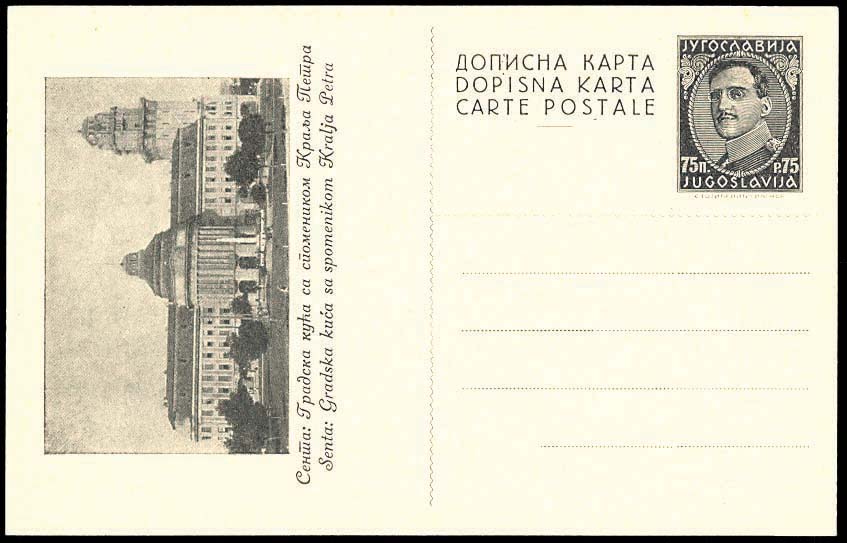 Сента: Градска кућа са спомеником Краља Петра
Senta: Gradska kuća sa spomenikom Kralja Petra
ДОПИСНА КАРТА
DOPISNA KARTA
CARTE POSTALE
ЈУГОСЛАВИЈА
75П. P.75
JUGOSLAVIJA